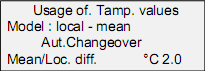 Usage of. Tamp. values
Model : local - mean
Aut.Changeover
Mean/Loc. diff. °C 2.0